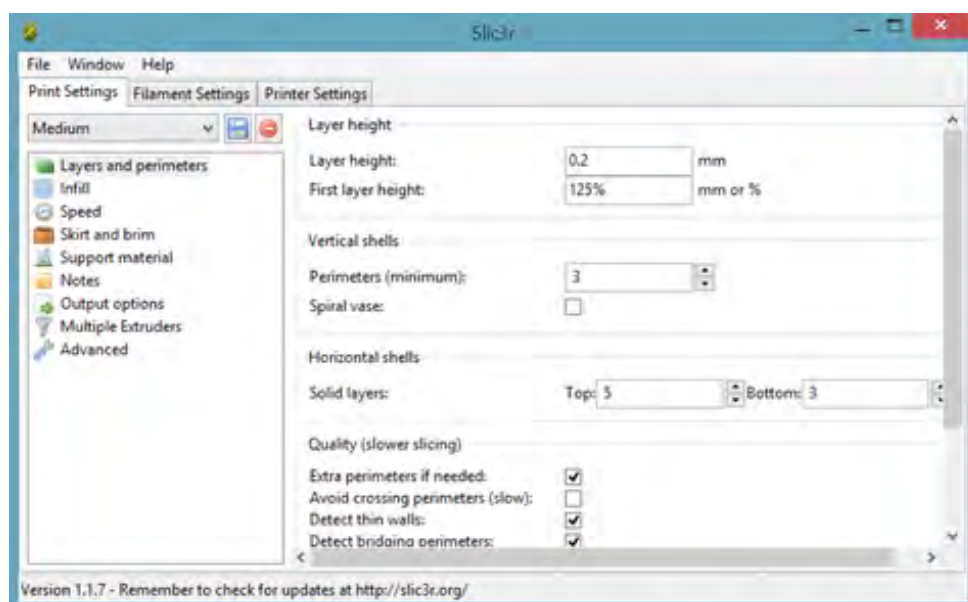 Slic3r
File Window Help
Print Settings Filament Settings Printer Settings
Medium
Layers and perimeters
Infill
Speed
Skirt and brim
Support material
Notes
Output options
Multiple Extruders
Advanced
Layer height
Layer height: 0.2 mm
First layer height: 125% mm or %
Vertical shells
Perimeters (minimum): 3
Spiral vase:
Horizontal shells
Solid layers: Top: 5 Bottom: 3
Quality (slower slicing)
Extra perimeters if needed:
Avoid crossing perimeters (slow):
Detect thin walls:
Detect bridging perimeters:
Version 1.1.7 - Remember to check for updates at http://slic3r.org/